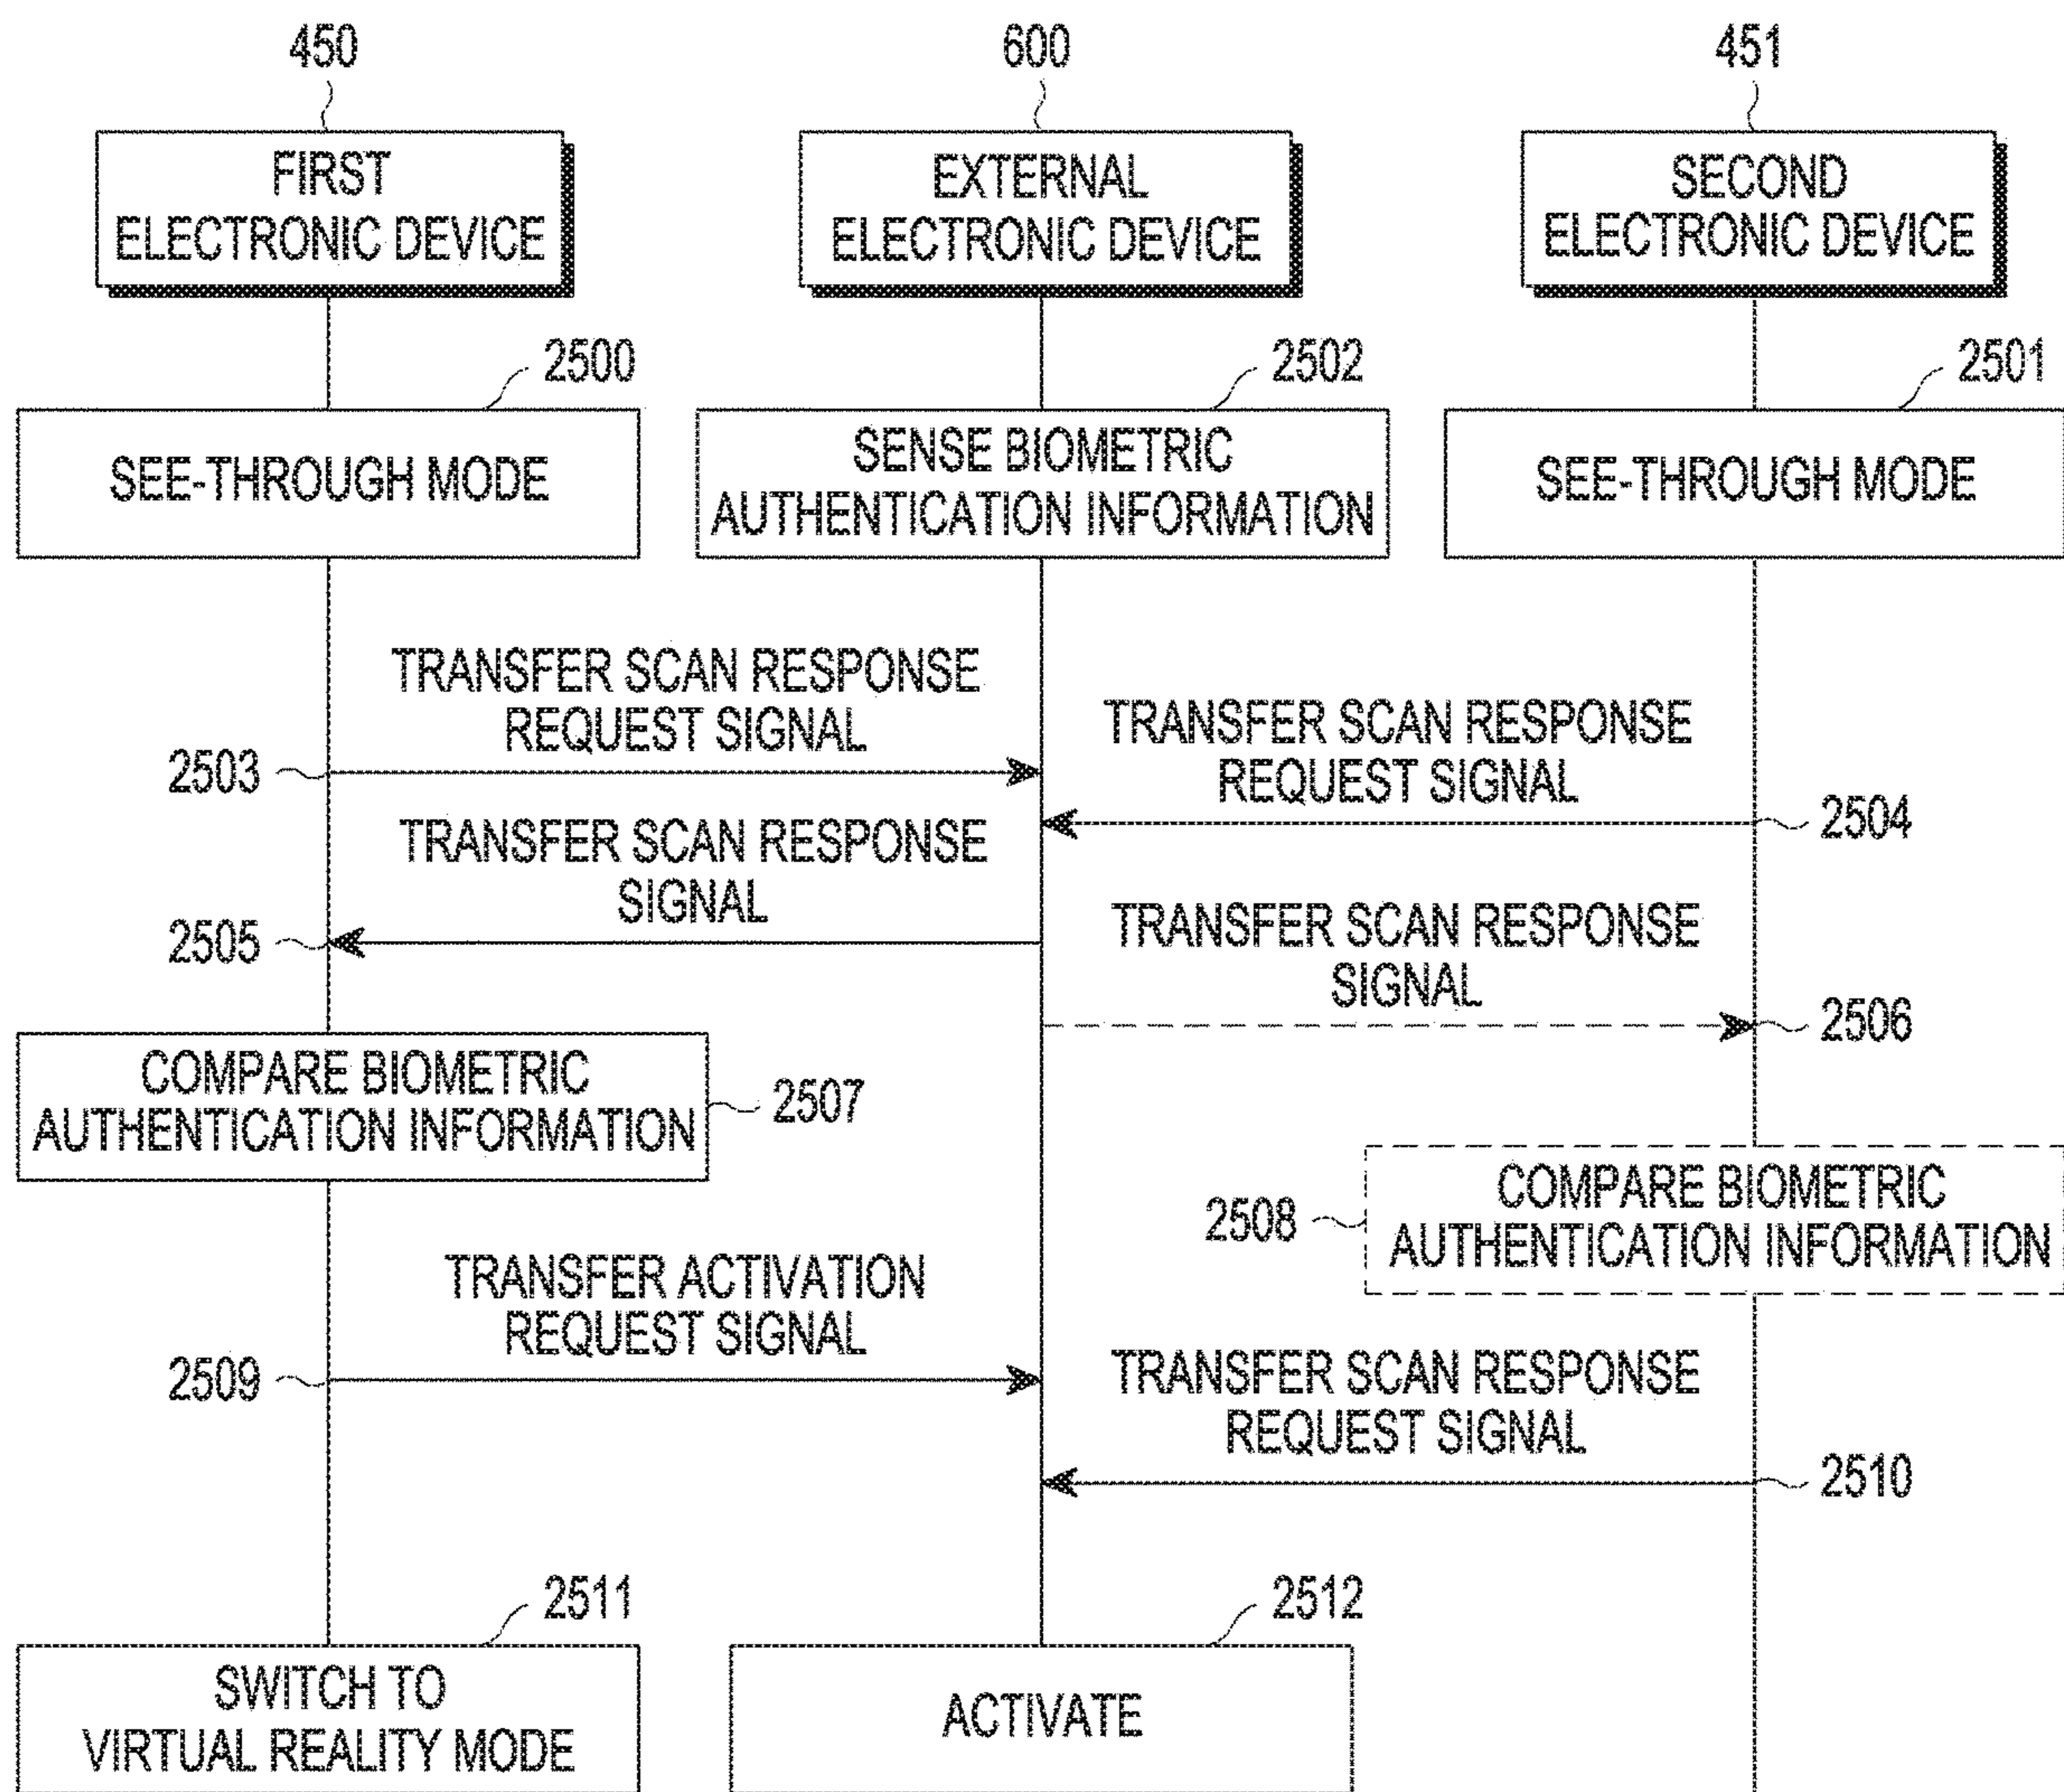 450
600
451
FIRST
ELECTRONIC DEVICE
EXTERNAL
ELECTRONIC DEVICE
SECOND
ELECTRONIC DEVICE
2500
2502
2501
SEE-THROUGH MODE
SENSE BIOMETRIC
AUTHENTICATION INFORMATION
SEE-THROUGH MODE
TRANSFER SCAN RESPONSE
REQUEST SIGNAL
2503
TRANSFER SCAN RESPONSE
REQUEST SIGNAL
2504
TRANSFER SCAN RESPONSE
SIGNAL
2505
TRANSFER SCAN RESPONSE
SIGNAL
2506
COMPARE BIOMETRIC
AUTHENTICATION INFORMATION
2507
COMPARE BIOMETRIC
AUTHENTICATION INFORMATION
2508
TRANSFER ACTIVATION
REQUEST SIGNAL
2509
TRANSFER SCAN RESPONSE
REQUEST SIGNAL
2510
2511
2512
SWITCH TO
VIRTUAL REALITY MODE
ACTIVATE